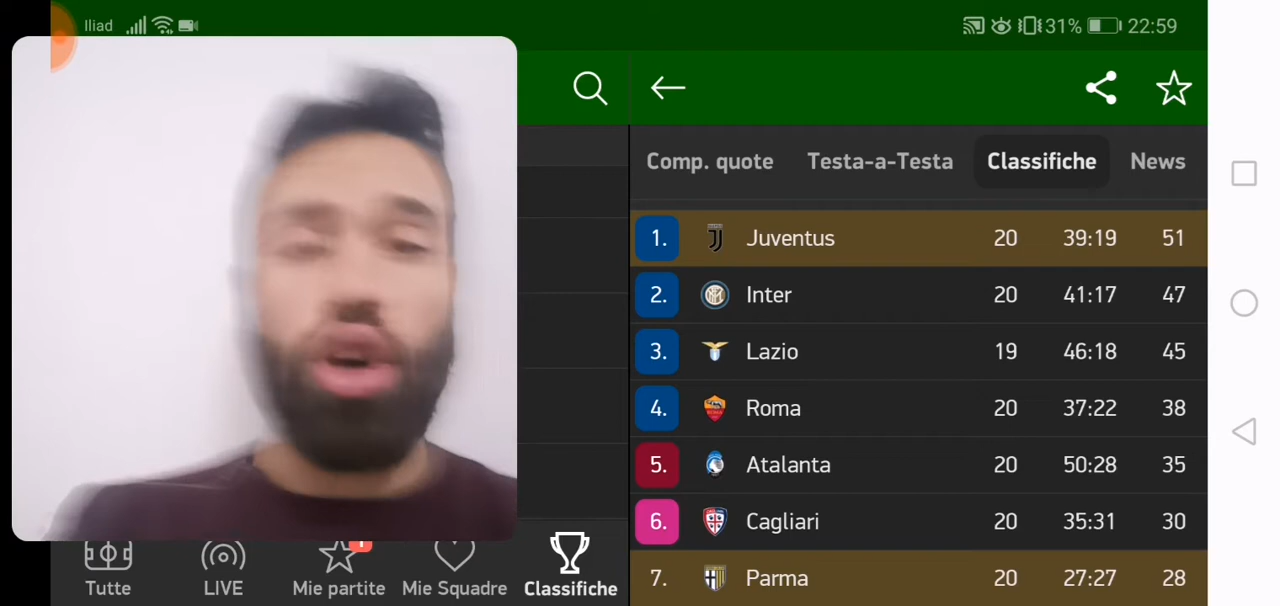 Iliad 31% 22:59
Comp. quote Testa-a-Testa Classifiche News
1. Juventus 20 39:19 51
2. Inter 20 41:17 47
3. Lazio 19 46:18 45
4. Roma 20 37:22 38
5. Atalanta 20 50:28 35
6. Cagliari 20 35:31 30
7. Parma 20 27:27 28
Tutte LIVE Mie partite Mie Squadre Classifiche